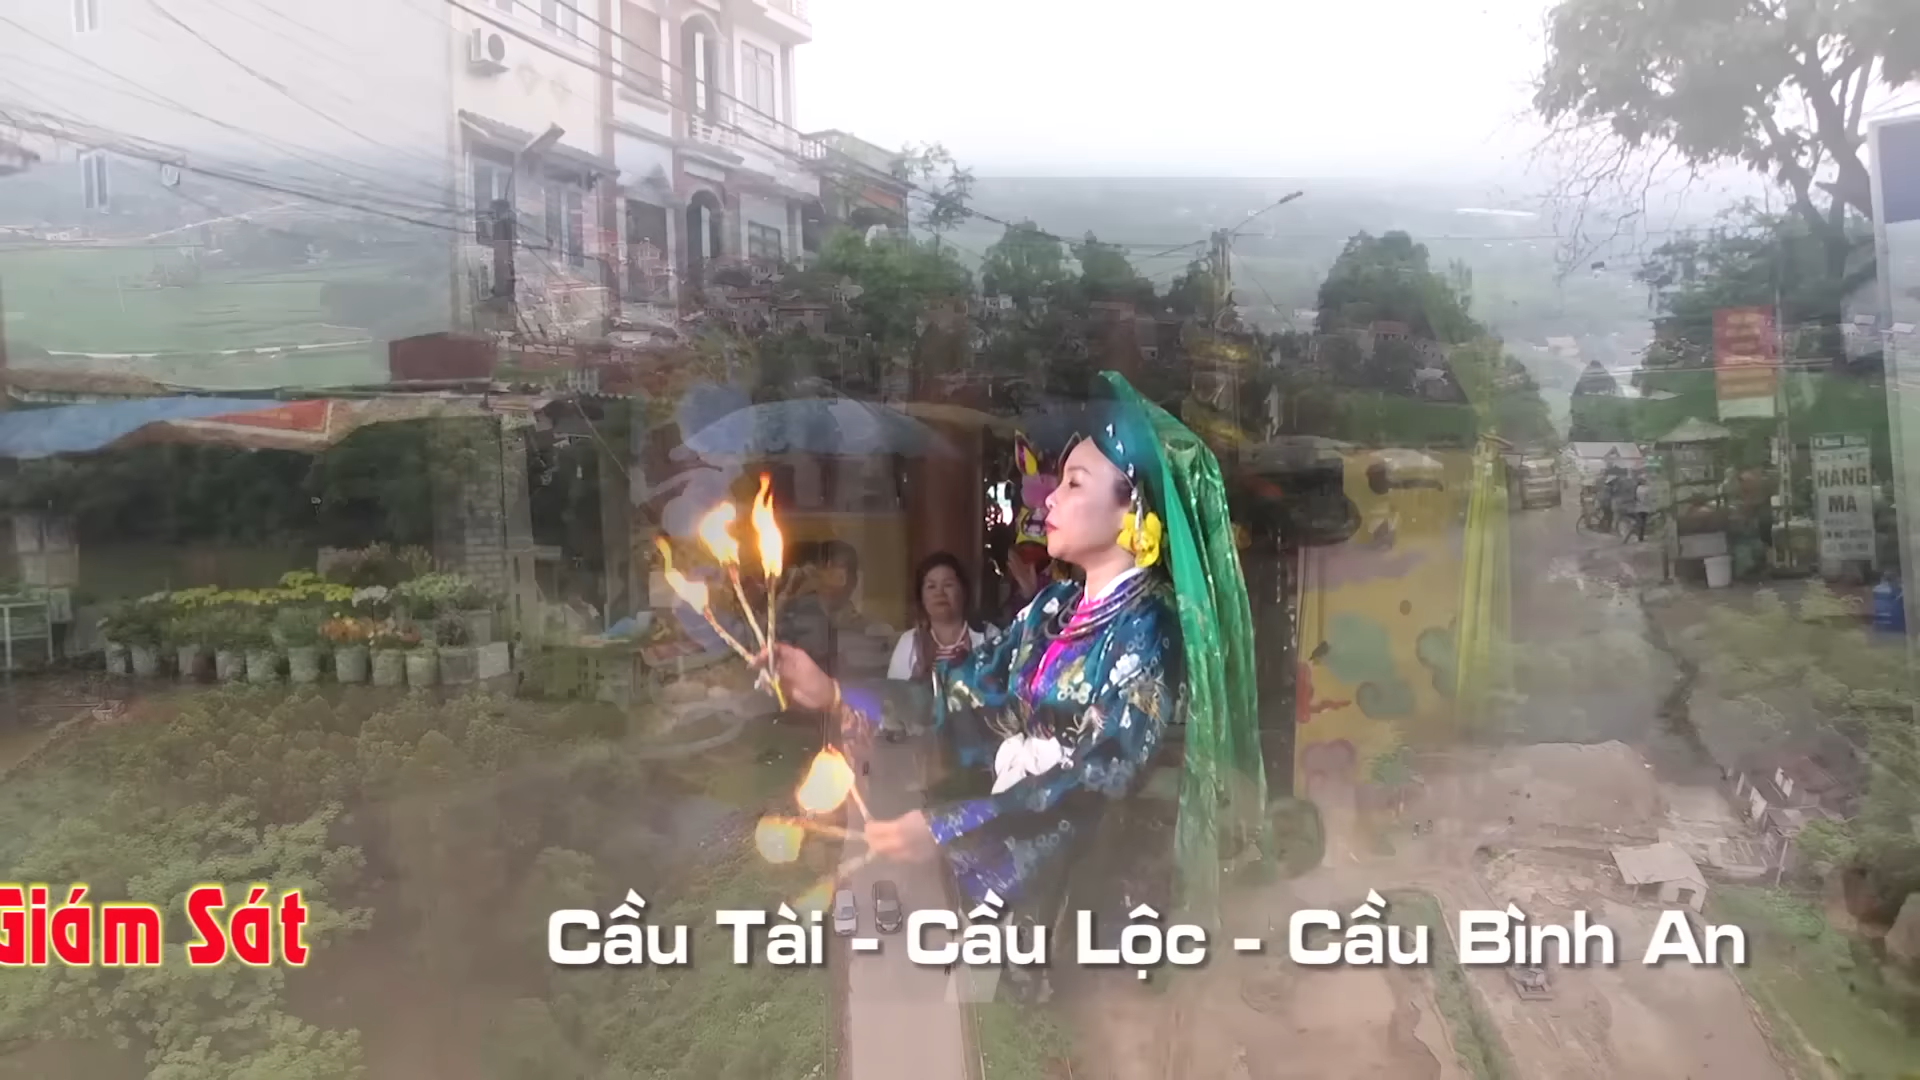 HÀNG
MÃ
Giám Sát
Cầu Tài - Cầu Lộc - Cầu Bình An